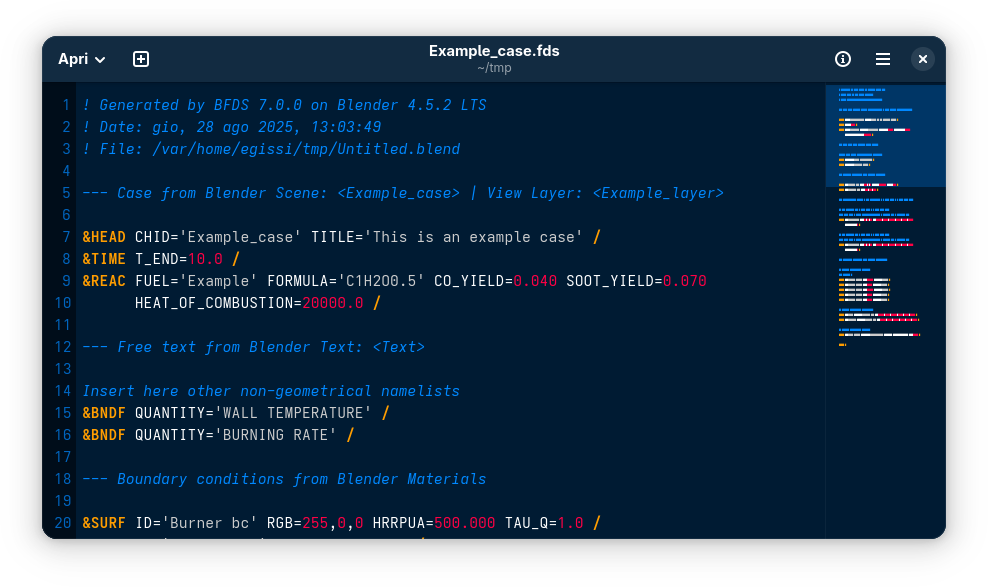 Apri
Example_case.fds
~/tmp
1 ! Generated by BFDS 7.0.0 on Blender 4.5.2 LTS
2 ! Date: gio, 28 ago 2025, 13:03:49
3 ! File: /var/home/egissi/tmp/Untitled.blend
4
5 --- Case from Blender Scene: <Example_case> | View Layer: <Example_layer>
6
7 &HEAD CHID='Example_case' TITLE='This is an example case' /
8 &TIME T_END=10.0 /
9 &REAC FUEL='Example' FORMULA='C1H2O0.5' CO_YIELD=0.040 SOOT_YIELD=0.070
10 HEAT_OF_COMBUSTION=20000.0 /
11
12 --- Free text from Blender Text: <Text>
13
14 Insert here other non-geometrical namelists
15 &BNDF QUANTITY='WALL TEMPERATURE' /
16 &BNDF QUANTITY='BURNING RATE' /
17
18 --- Boundary conditions from Blender Materials
19
20 &SURF ID='Burner bc' RGB=255,0,0 HRRPUA=500.000 TAU_Q=1.0 /